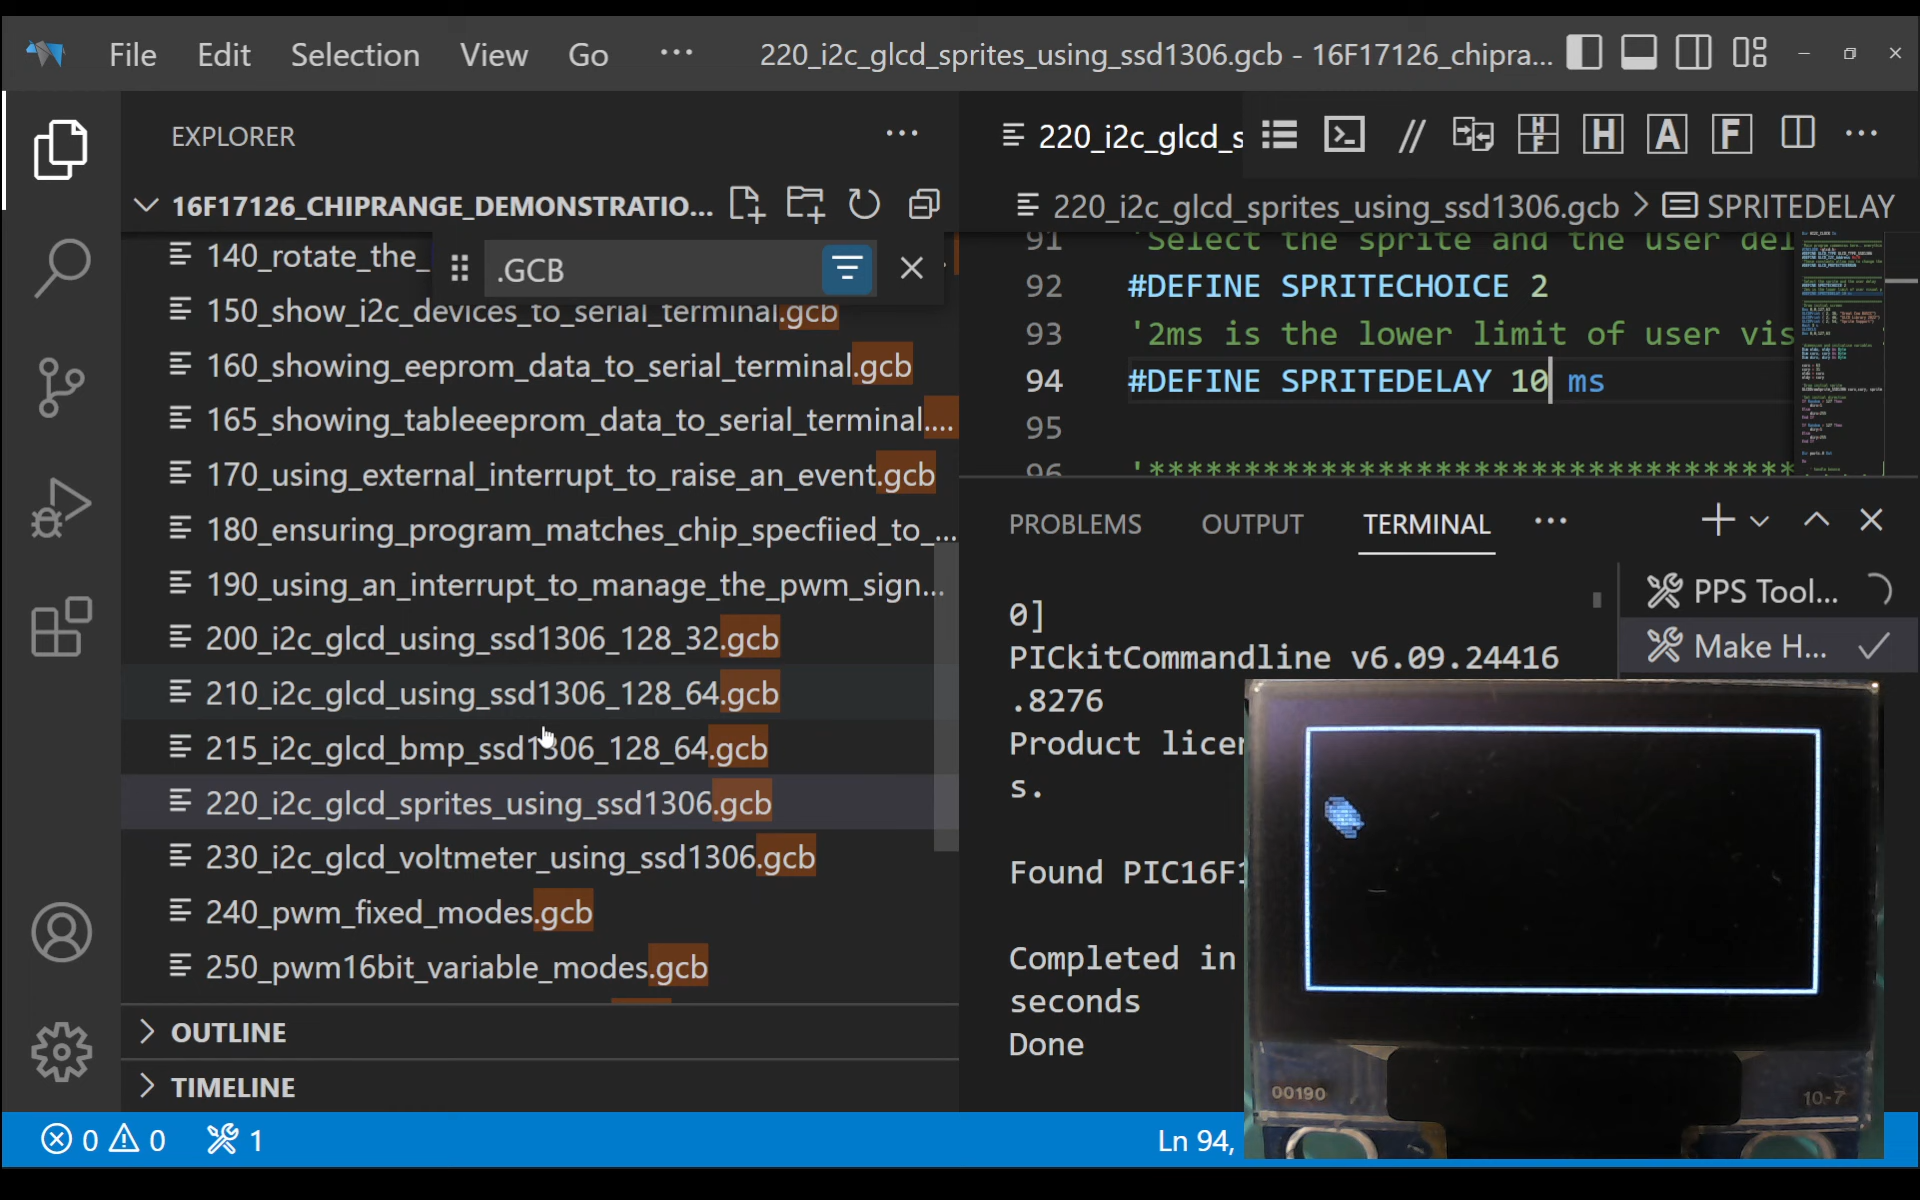 File Edit Selection View Go ··· 220_i2c_glcd_sprites_using_ssd1306.gcb - 16F17126_chipra...
EXPLORER ···
16F17126_CHIPRANGE_DEMONSTRATIO...
.GCB
140_rotate_the_
150_show_i2c_devices_to_serial_terminal.gcb
160_showing_eeprom_data_to_serial_terminal.gcb
165_showing_tableeeprom_data_to_serial_terminal....
170_using_external_interrupt_to_raise_an_event.gcb
180_ensuring_program_matches_chip_specfiied_to_...
190_using_an_interrupt_to_manage_the_pwm_sign...
200_i2c_glcd_using_ssd1306_128_32.gcb
210_i2c_glcd_using_ssd1306_128_64.gcb
215_i2c_glcd_bmp_ssd1306_128_64.gcb
220_i2c_glcd_sprites_using_ssd1306.gcb
230_i2c_glcd_voltmeter_using_ssd1306.gcb
240_pwm_fixed_modes.gcb
250_pwm16bit_variable_modes.gcb
OUTLINE
TIMELINE
220_i2c_glcd_s // H F H A F ···
220_i2c_glcd_sprites_using_ssd1306.gcb > SPRITEDELAY
91 'Select the sprite and the user del
92 #DEFINE SPRITECHOICE 2
93 '2ms is the lower limit of user vis
94 #DEFINE SPRITEDELAY 10 ms
95
96 '***********************************
PROBLEMS OUTPUT TERMINAL ···
PPS Tool...
Make H...
0]
PICkitCommandline v6.09.24416
.8276
Product licen
s.
Found PIC16F1
Completed in
seconds
Done
00190 10-7
0 0 1 Ln 94,